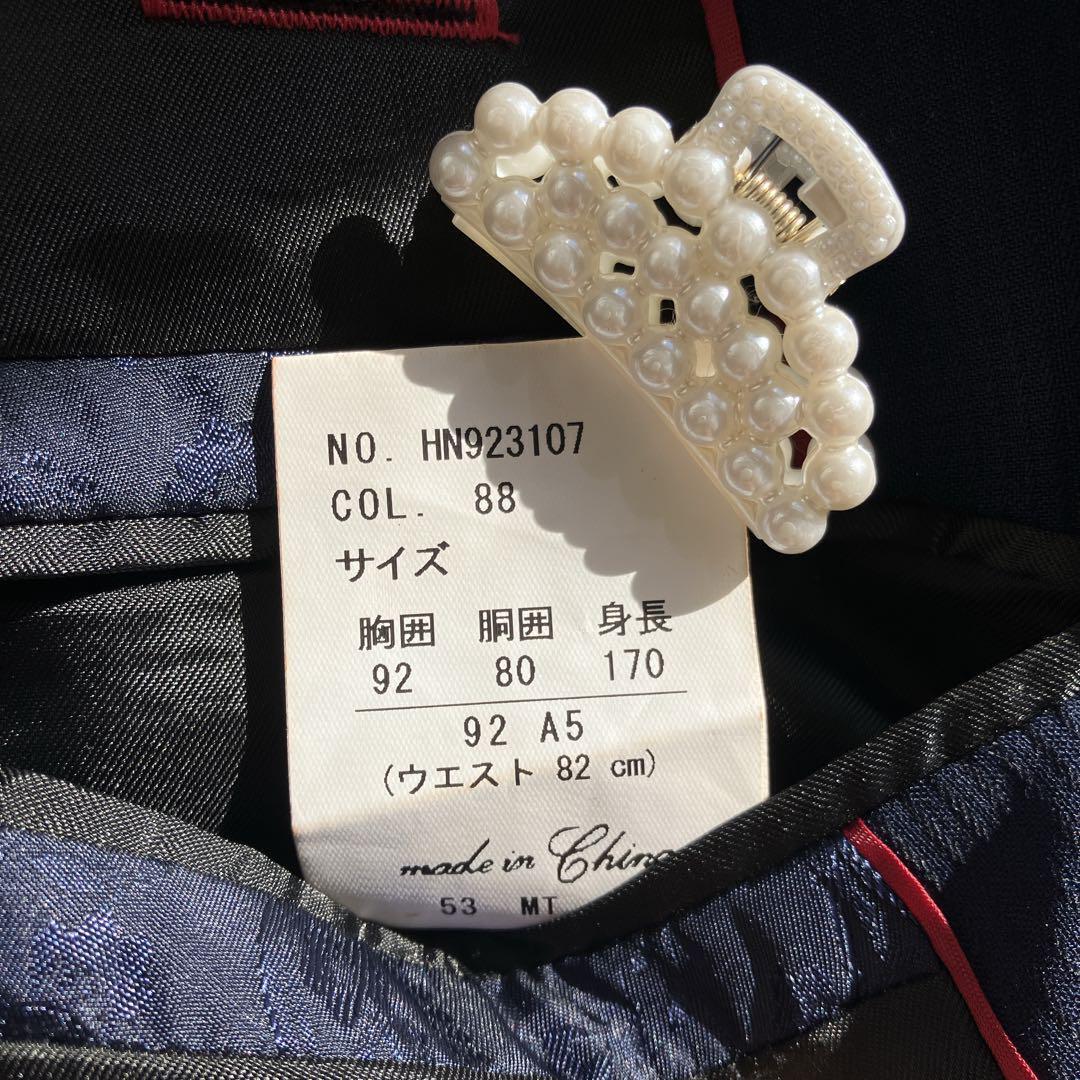 NO. HN923107
COL. 88
サイズ
胸囲 胴囲 身長
92 80 170
92 A5
(ウエスト 82 cm)
made in China
53 MT